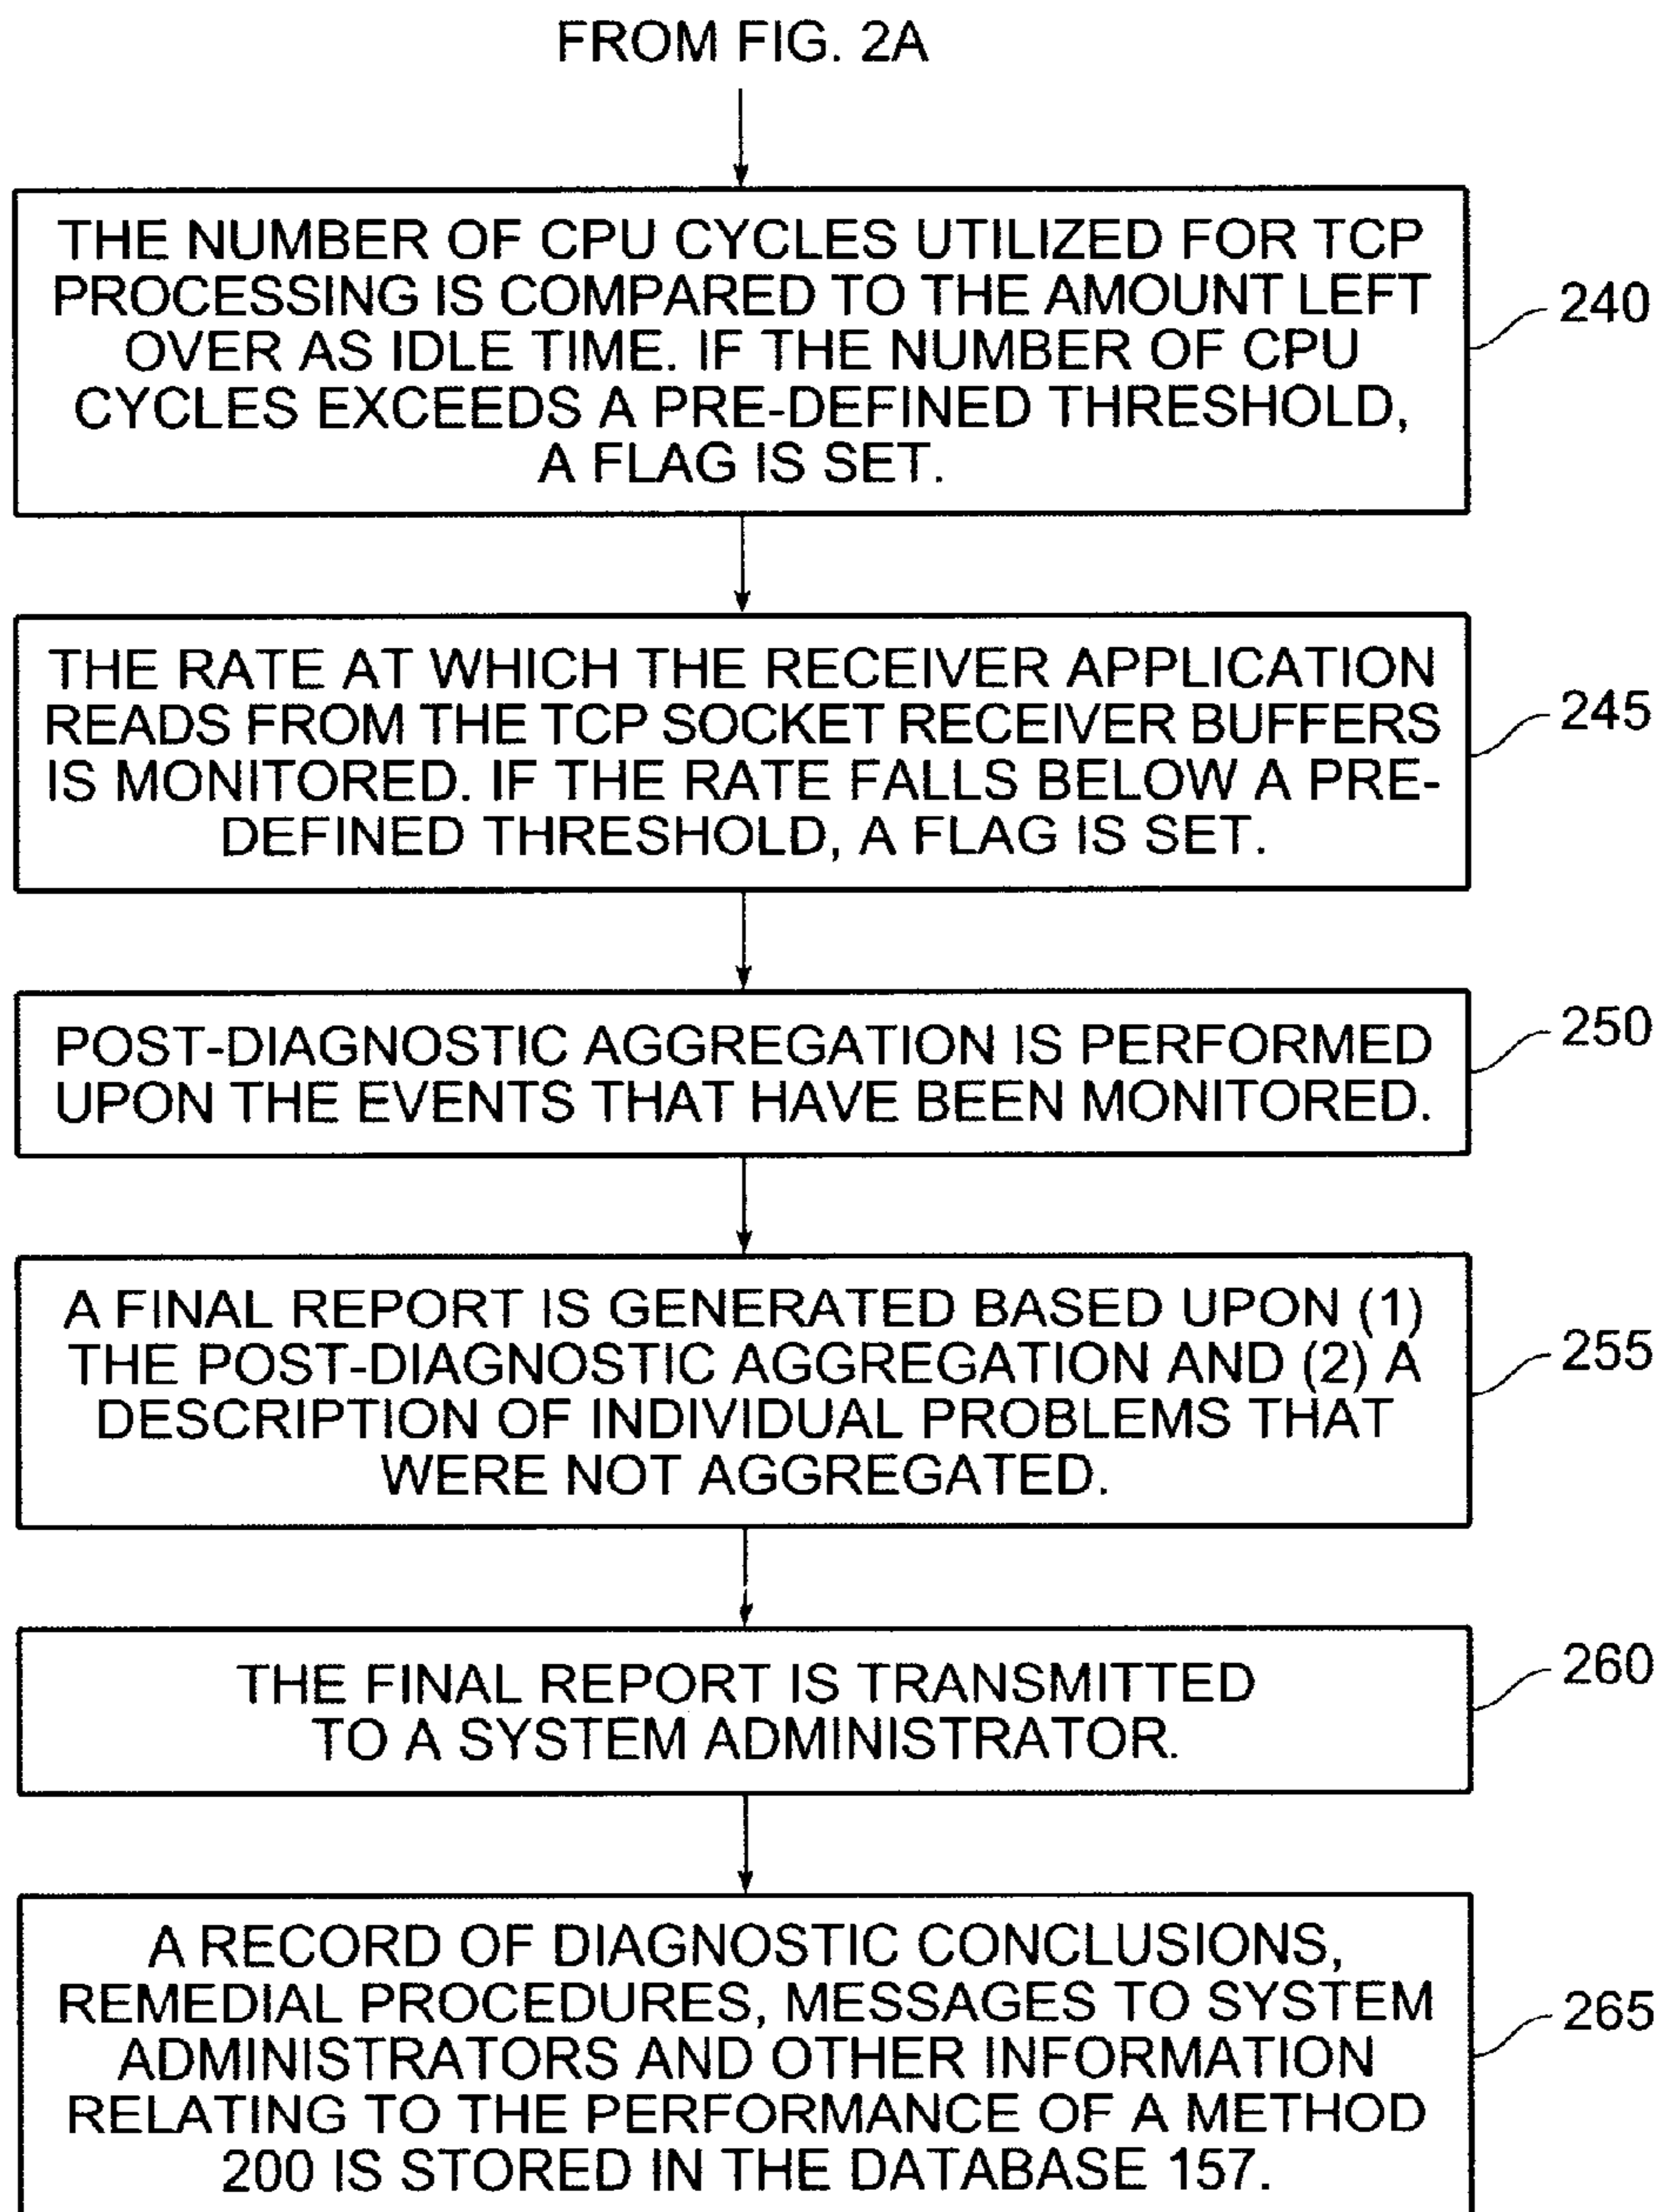 FROM FIG. 2A
THE NUMBER OF CPU CYCLES UTILIZED FOR TCP
PROCESSING IS COMPARED TO THE AMOUNT LEFT
OVER AS IDLE TIME. IF THE NUMBER OF CPU
CYCLES EXCEEDS A PRE-DEFINED THRESHOLD,
A FLAG IS SET.
240
THE RATE AT WHICH THE RECEIVER APPLICATION
READS FROM THE TCP SOCKET RECEIVER BUFFERS
IS MONITORED. IF THE RATE FALLS BELOW A PRE-
DEFINED THRESHOLD, A FLAG IS SET.
245
POST-DIAGNOSTIC AGGREGATION IS PERFORMED
UPON THE EVENTS THAT HAVE BEEN MONITORED.
250
A FINAL REPORT IS GENERATED BASED UPON (1)
THE POST-DIAGNOSTIC AGGREGATION AND (2) A
DESCRIPTION OF INDIVIDUAL PROBLEMS THAT
WERE NOT AGGREGATED.
255
THE FINAL REPORT IS TRANSMITTED
TO A SYSTEM ADMINISTRATOR.
260
A RECORD OF DIAGNOSTIC CONCLUSIONS,
REMEDIAL PROCEDURES, MESSAGES TO SYSTEM
ADMINISTRATORS AND OTHER INFORMATION
RELATING TO THE PERFORMANCE OF A METHOD
200 IS STORED IN THE DATABASE 157.
265